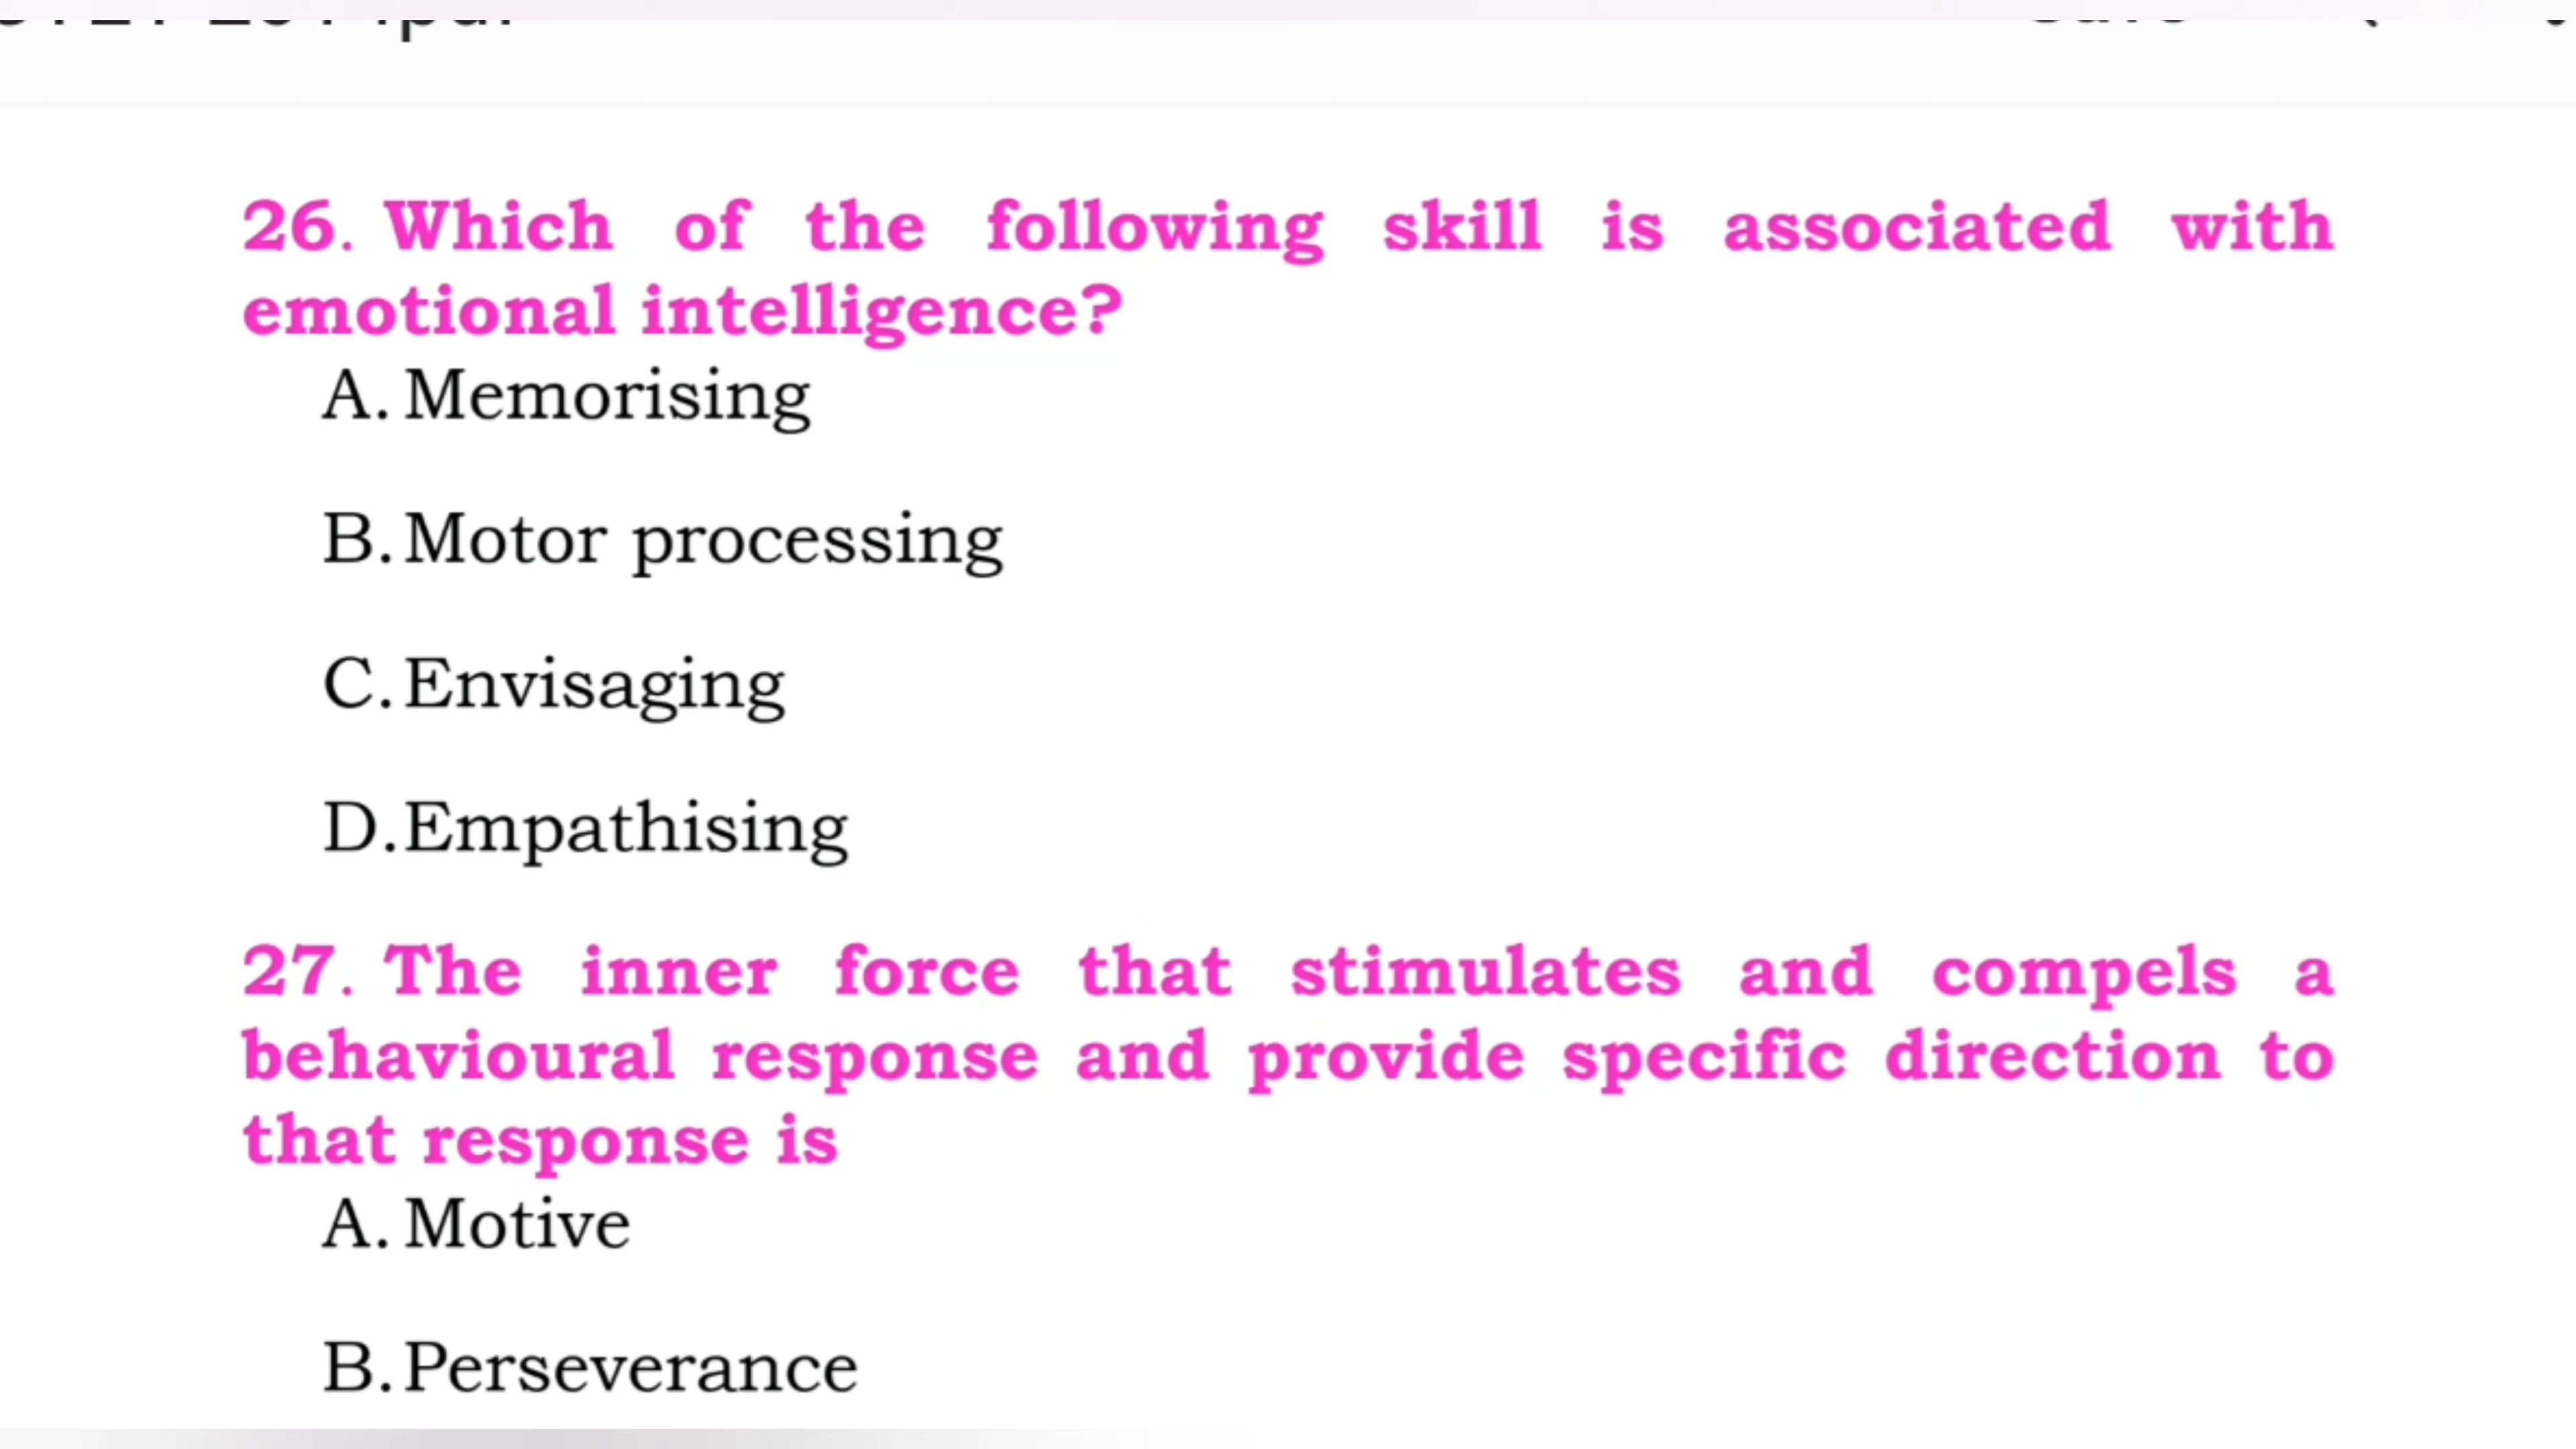 26. Which of the following skill is associated with
emotional intelligence?
A. Memorising
B. Motor processing
C. Envisaging
D. Empathising
27. The inner force that stimulates and compels a
behavioural response and provide specific direction to
that response is
A. Motive
B. Perseverance